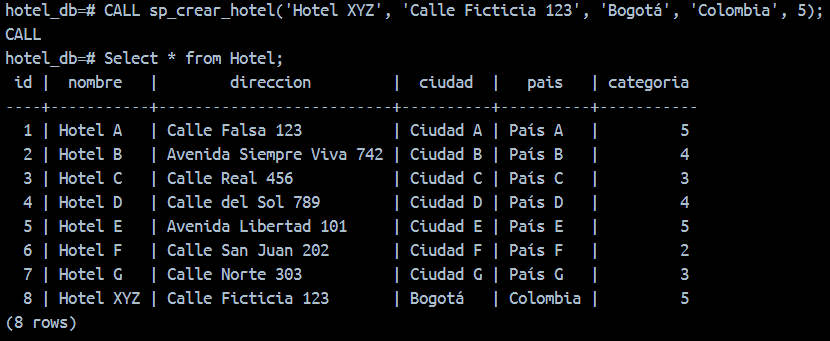 hotel_db=# CALL sp_crear_hotel('Hotel XYZ', 'Calle Ficticia 123', 'Bogotá', 'Colombia', 5);
CALL
hotel_db=# Select * from Hotel;
 id |  nombre   |        direccion         |  ciudad  |   pais   | categoria
----+-----------+--------------------------+----------+----------+-----------
  1 | Hotel A   | Calle Falsa 123          | Ciudad A | País A   |         5
  2 | Hotel B   | Avenida Siempre Viva 742 | Ciudad B | País B   |         4
  3 | Hotel C   | Calle Real 456           | Ciudad C | País C   |         3
  4 | Hotel D   | Calle del Sol 789        | Ciudad D | País D   |         4
  5 | Hotel E   | Avenida Libertad 101     | Ciudad E | País E   |         5
  6 | Hotel F   | Calle San Juan 202       | Ciudad F | País F   |         2
  7 | Hotel G   | Calle Norte 303          | Ciudad G | País G   |         3
  8 | Hotel XYZ | Calle Ficticia 123       | Bogotá   | Colombia |         5
(8 rows)